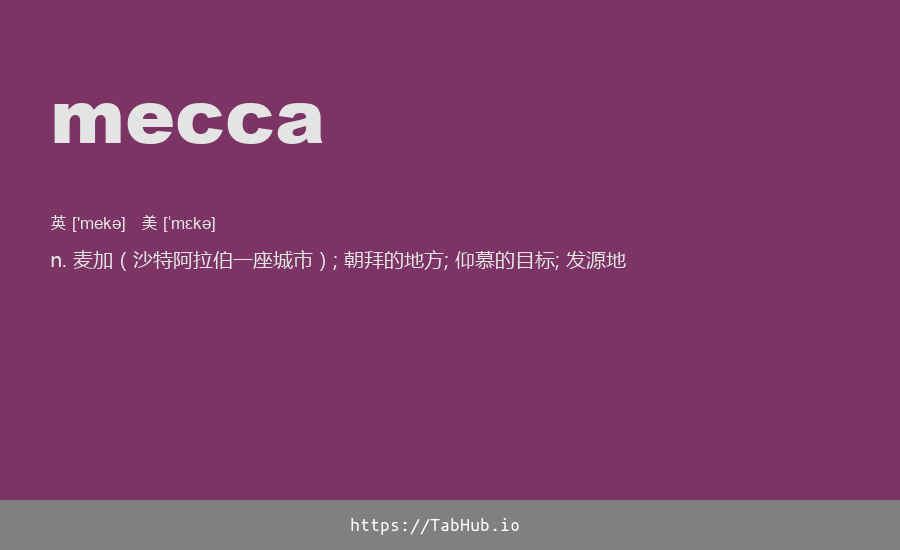 mecca
英 ['mekə] 美 [ˈmɛkə]
n. 麦加 ( 沙特阿拉伯一座城市 ) ; 朝拜的地方; 仰慕的目标; 发源地
https://TabHub.io